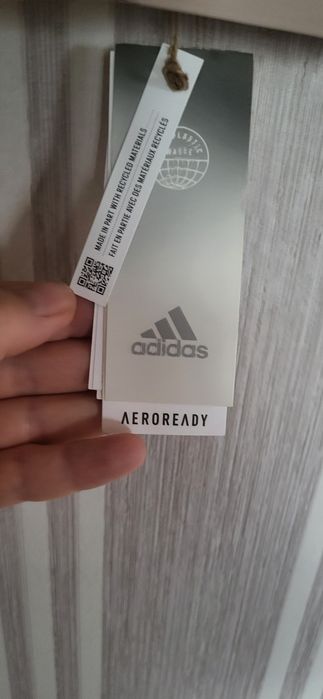 MADE IN PART WITH RECYCLED MATERIALS
FAIT EN PARTIE AVEC DES MATÉRIAUX RECYCLÉS
adidas
AEROREADY